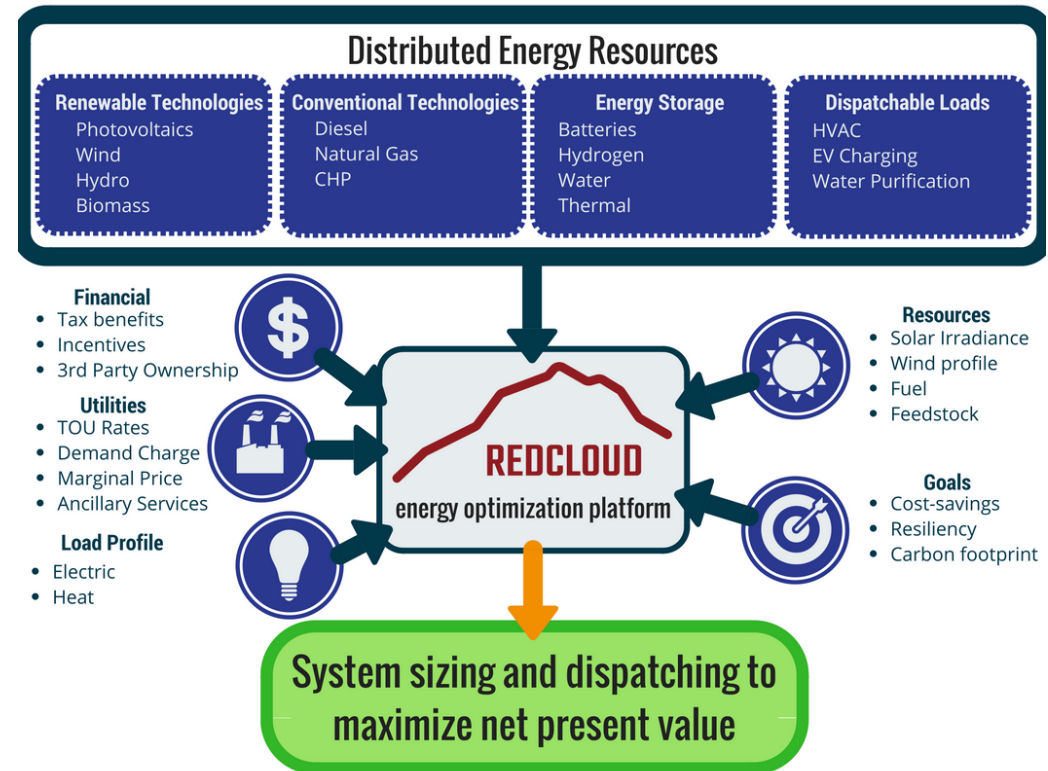 Distributed Energy Resources
Renewable Technologies
Photovoltaics
Wind
Hydro
Biomass
Conventional Technologies
Diesel
Natural Gas
CHP
Energy Storage
Batteries
Hydrogen
Water
Thermal
Dispatchable Loads
HVAC
EV Charging
Water Purification
Financial
• Tax benefits
• Incentives
• 3rd Party Ownership
$
Utilities
• TOU Rates
• Demand Charge
• Marginal Price
• Ancillary Services
Load Profile
• Electric
• Heat
REDCLOUD
energy optimization platform
Resources
• Solar Irradiance
• Wind profile
• Fuel
• Feedstock
Goals
• Cost-savings
• Resiliency
• Carbon footprint
System sizing and dispatching to
maximize net present value